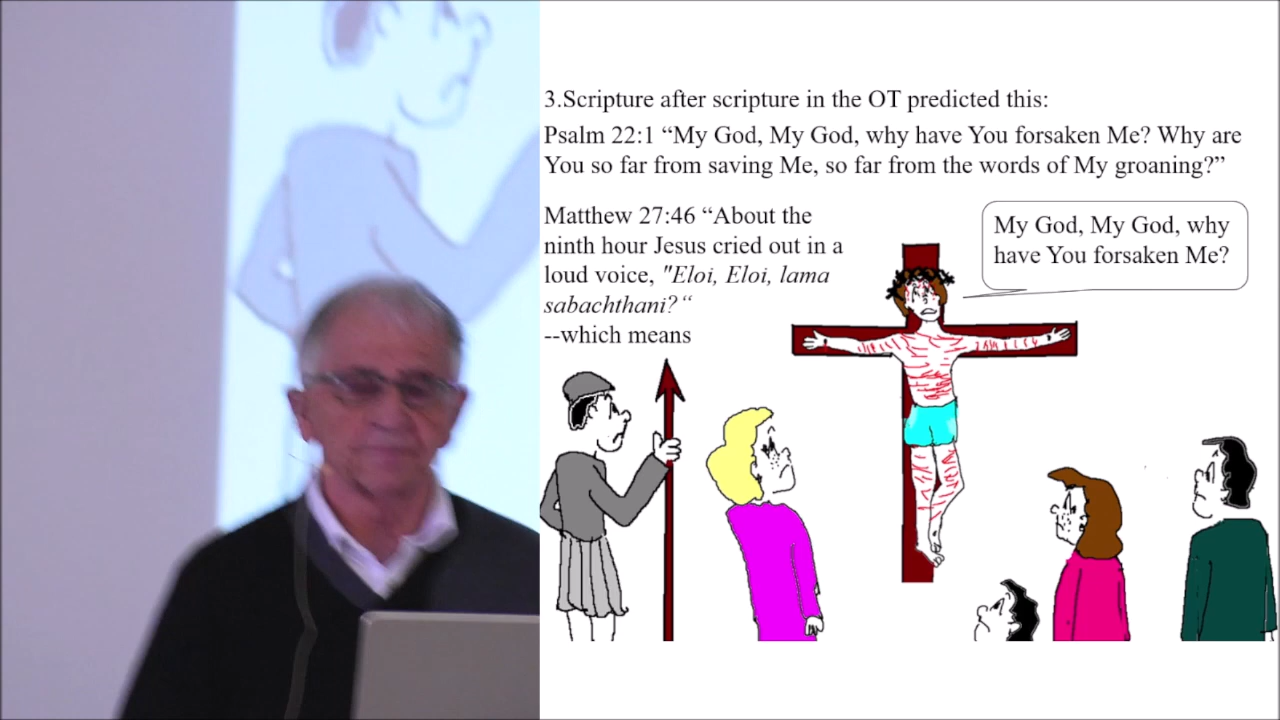 3.Scripture after scripture in the OT predicted this:
Psalm 22:1 “My God, My God, why have You forsaken Me? Why are
You so far from saving Me, so far from the words of My groaning?”
Matthew 27:46 “About the
ninth hour Jesus cried out in a
loud voice, "Eloi, Eloi, lama
sabachthani?“
--which means
My God, My God, why
have You forsaken Me?